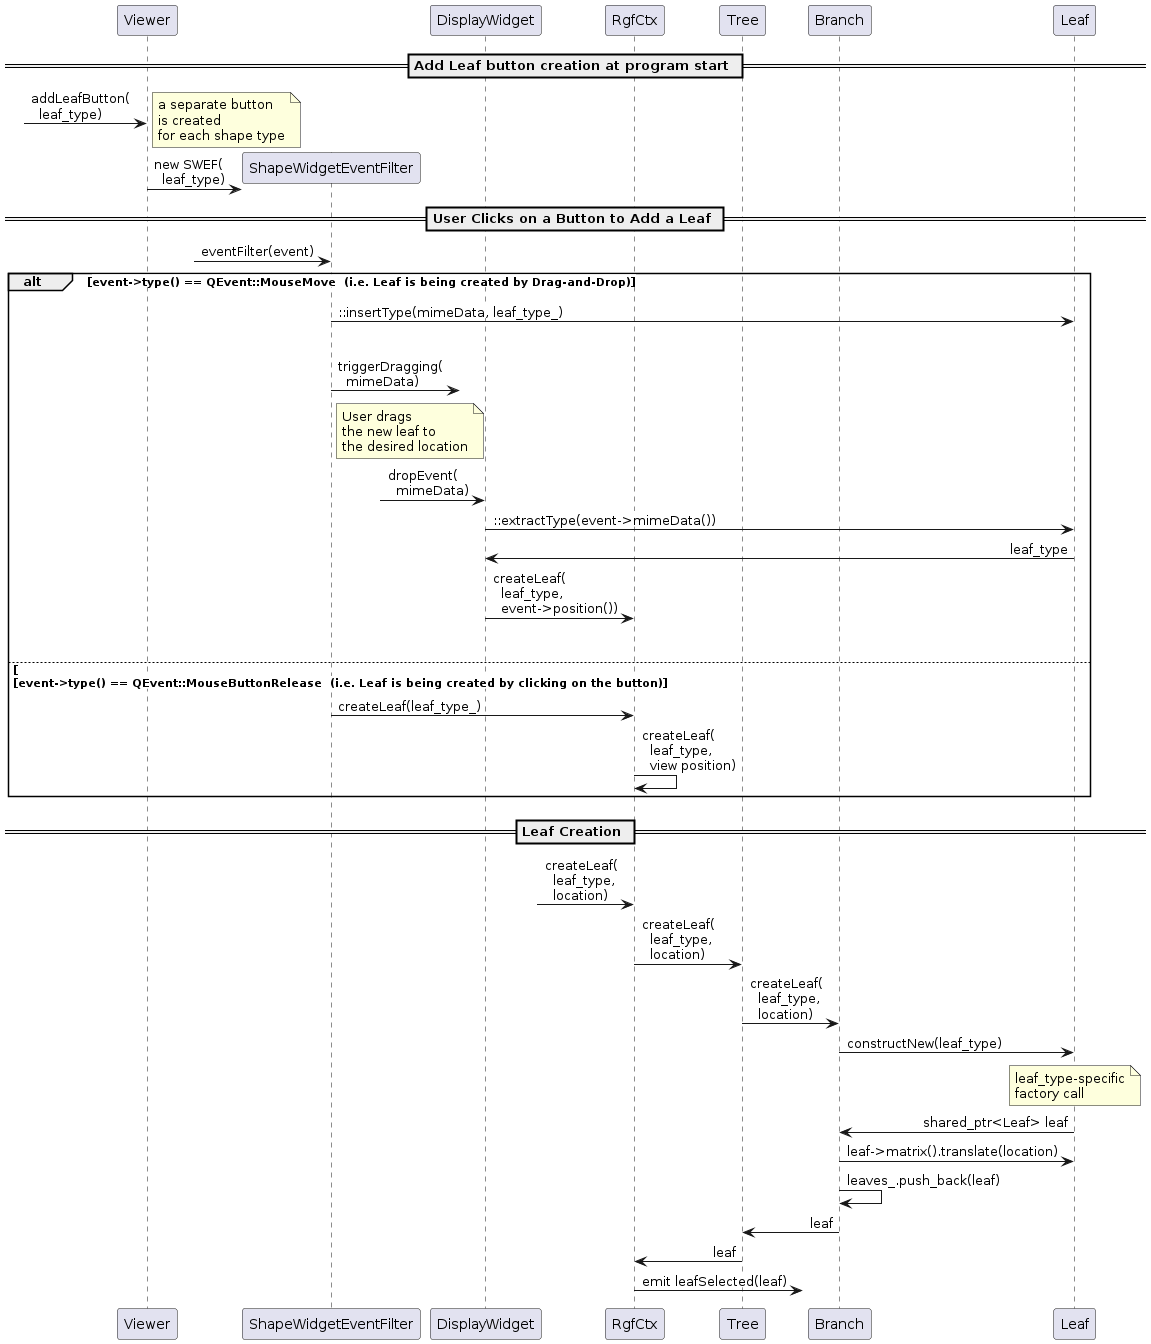 Viewer
DisplayWidget
RgfCtx
Tree
Branch
Leaf
Add Leaf button creation at program start
addLeafButton(
leaf_type)
a separate button
is created
for each shape type
new SWEF(
leaf_type)
ShapeWidgetEventFilter
User Clicks on a Button to Add a Leaf
eventFilter(event)
alt
[event->type() == QEvent::MouseMove (i.e. Leaf is being created by Drag-and-Drop)]
::insertType(mimeData, leaf_type_)
triggerDragging(
mimeData)
User drags
the new leaf to
the desired location
dropEvent(
mimeData)
::extractType(event->mimeData())
leaf_type
createLeaf(
leaf_type,
event->position())
[
[event->type() == QEvent::MouseButtonRelease (i.e. Leaf is being created by clicking on the button)]
createLeaf(leaf_type_)
createLeaf(
leaf_type,
view position)
Leaf Creation
createLeaf(
leaf_type,
location)
createLeaf(
leaf_type,
location)
createLeaf(
leaf_type,
location)
constructNew(leaf_type)
leaf_type-specific
factory call
shared_ptr<Leaf> leaf
leaf->matrix().translate(location)
leaves_.push_back(leaf)
leaf
leaf
emit leafSelected(leaf)
Viewer
ShapeWidgetEventFilter
DisplayWidget
RgfCtx
Tree
Branch
Leaf